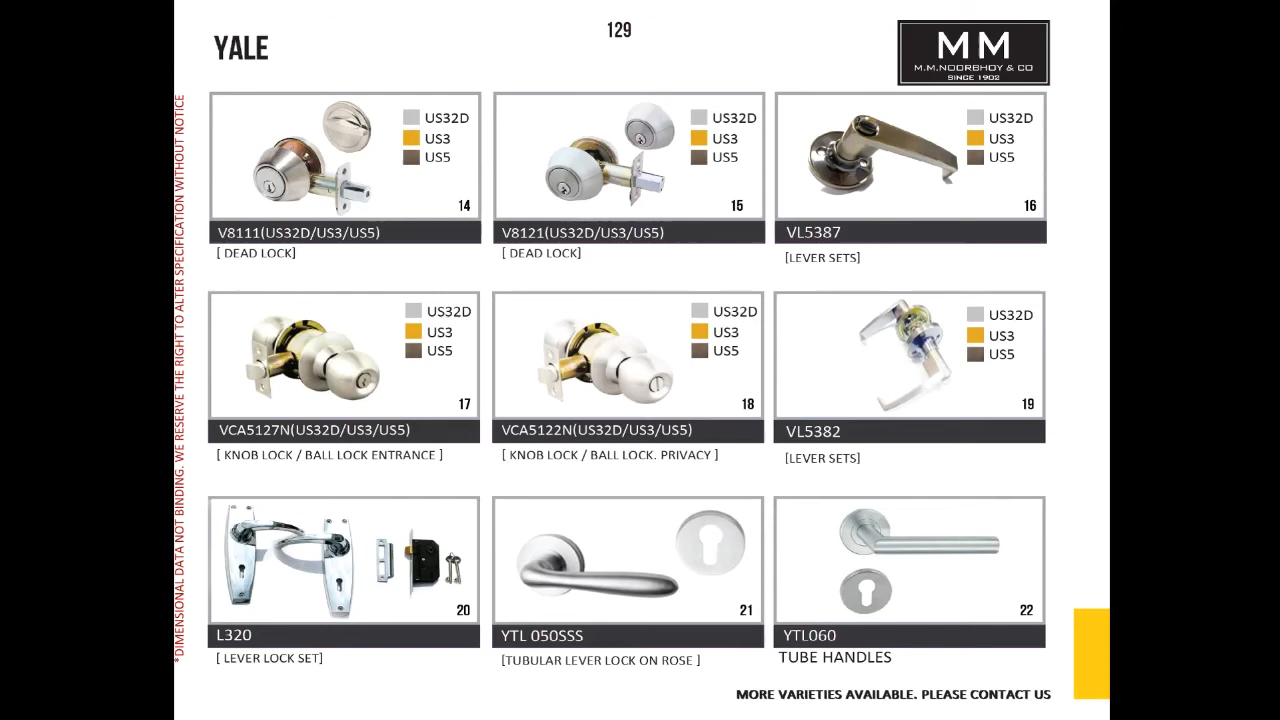 129
YALE
MM
M.M.NOORBHOY & CO
SINCE 1902
*DIMENSIONAL DATA NOT BINDING. WE RESERVE THE RIGHT TO ALTER SPECIFICATION WITHOUT NOTICE
US32D
US3
US5
14
V8111(US32D/US3/US5)
[ DEAD LOCK]
US32D
US3
US5
15
V8121(US32D/US3/US5)
[ DEAD LOCK]
US32D
US3
US5
16
VL5387
[LEVER SETS]
US32D
US3
US5
17
VCA5127N(US32D/US3/US5)
[ KNOB LOCK / BALL LOCK ENTRANCE ]
US32D
US3
US5
18
VCA5122N(US32D/US3/US5)
[ KNOB LOCK / BALL LOCK. PRIVACY ]
US32D
US3
US5
19
VL5382
[LEVER SETS]
20
L320
[ LEVER LOCK SET]
21
YTL 050SSS
[TUBULAR LEVER LOCK ON ROSE ]
22
YTL060
TUBE HANDLES
MORE VARIETIES AVAILABLE. PLEASE CONTACT US